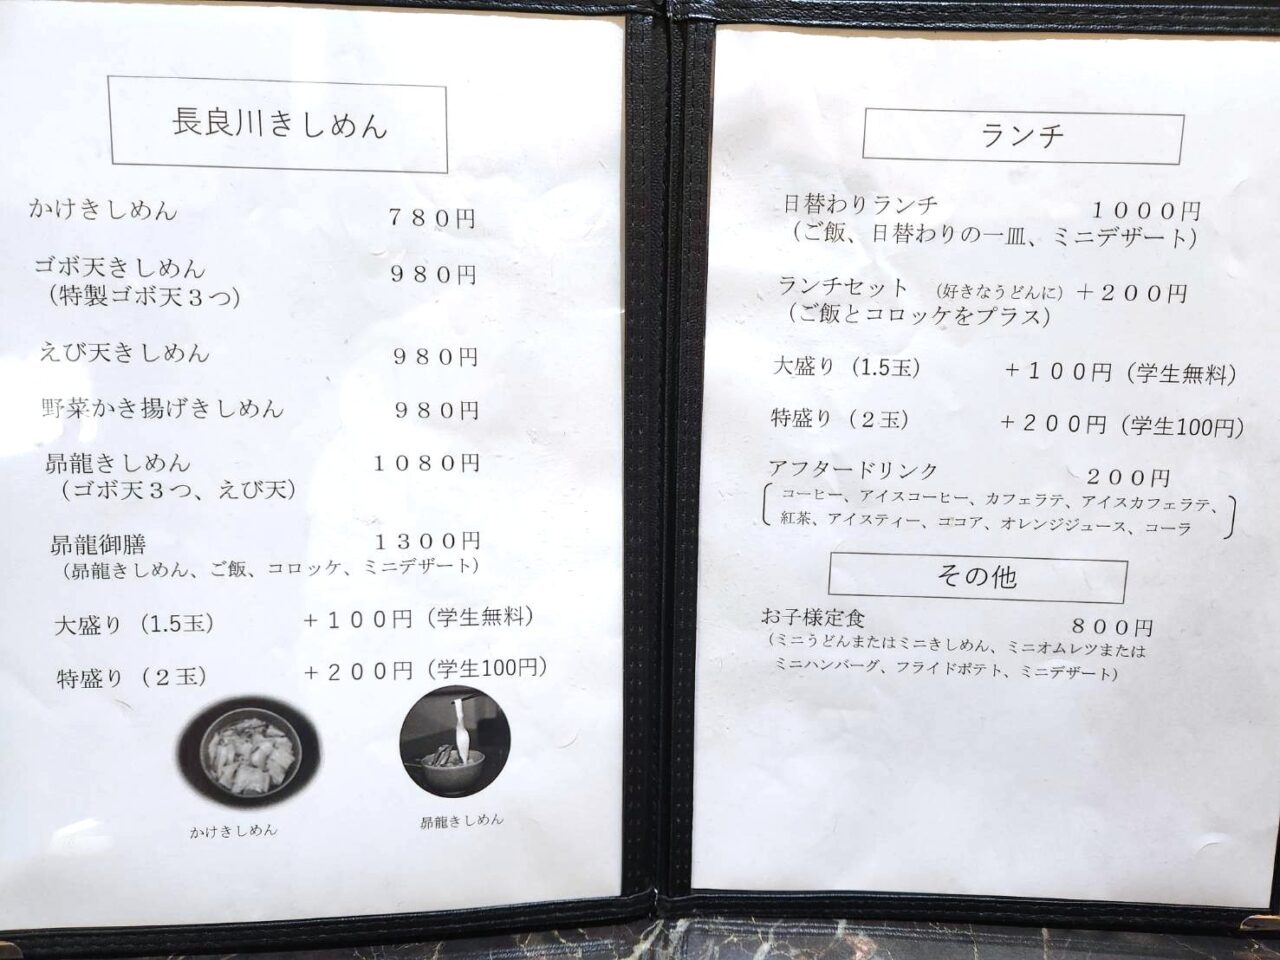 長良川きしめん
かけきしめん　７８０円
ゴボ天きしめん　９８０円
（特製ゴボ天３つ）
えび天きしめん　９８０円
野菜かき揚げきしめん　９８０円
昴龍きしめん　１０８０円
（ゴボ天３つ、えび天）
昴龍御膳　１３００円
（昴龍きしめん、ご飯、コロッケ、ミニデザート）
大盛り（1.5玉）　＋１００円（学生無料）
特盛り（２玉）　＋２００円（学生100円）
かけきしめん
昴龍きしめん
ランチ
日替わりランチ　１０００円
（ご飯、日替わりの一皿、ミニデザート）
ランチセット　（好きなうどんに）＋２００円
（ご飯とコロッケをプラス）
大盛り（1.5玉）　＋１００円（学生無料）
特盛り（２玉）　＋２００円（学生100円）
アフタードリンク　２００円
コーヒー、アイスコーヒー、カフェラテ、アイスカフェラテ、
紅茶、アイスティー、ココア、オレンジジュース、コーラ
その他
お子様定食　８００円
（ミニうどんまたはミニきしめん、ミニオムレツまたは
ミニハンバーグ、フライドポテト、ミニデザート）